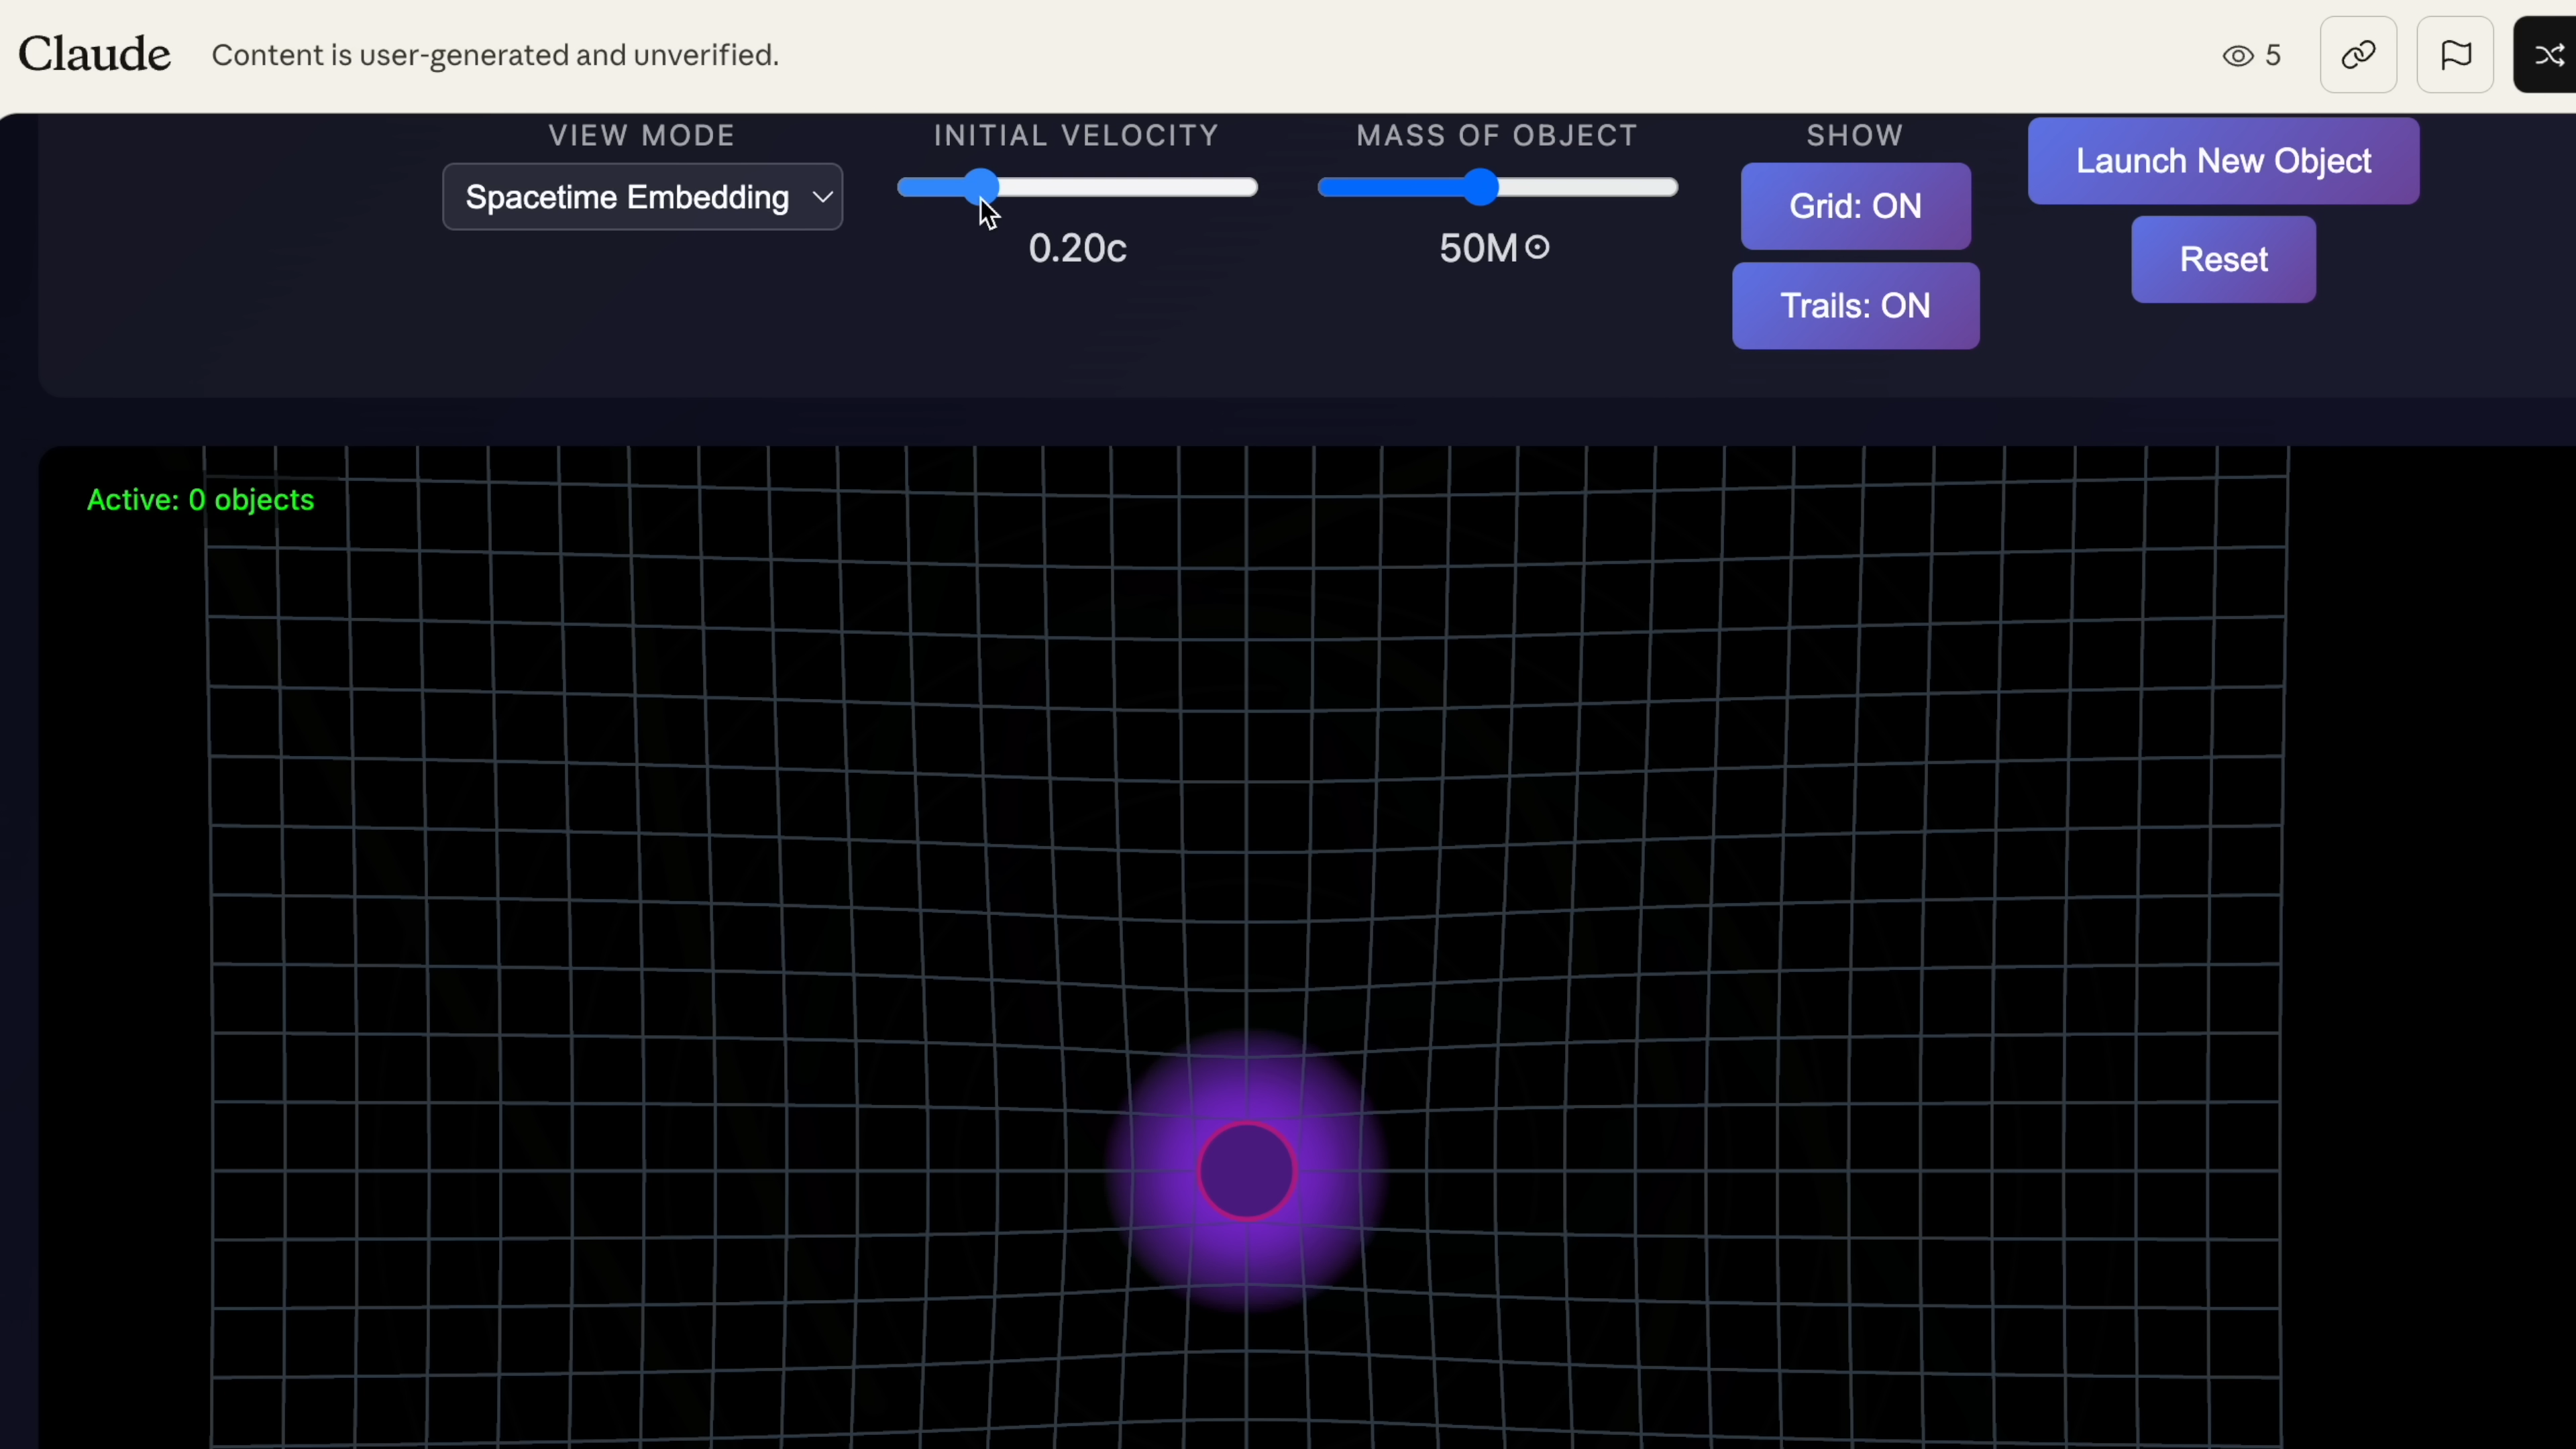 Claude Content is user-generated and unverified. 5
VIEW MODE
Spacetime Embedding
INITIAL VELOCITY
0.20c
MASS OF OBJECT
50M⊙
SHOW
Grid: ON
Trails: ON
Launch New Object
Reset
Active: 0 objects